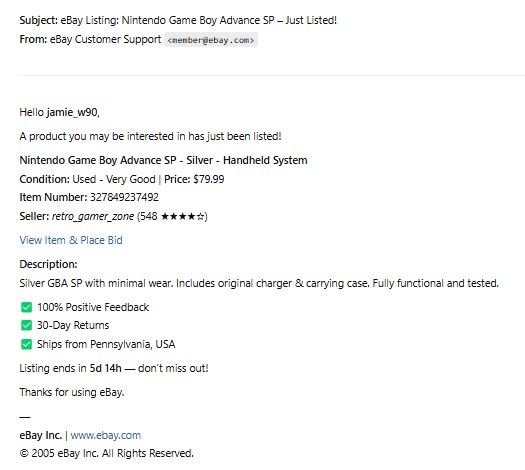 Subject: eBay Listing: Nintendo Game Boy Advance SP – Just Listed!
From: eBay Customer Support <member@ebay.com>
Hello jamie_w90,
A product you may be interested in has just been listed!
Nintendo Game Boy Advance SP - Silver - Handheld System
Condition: Used - Very Good | Price: $79.99
Item Number: 327849237492
Seller: retro_gamer_zone (548 ★★★★☆)
View Item & Place Bid
Description:
Silver GBA SP with minimal wear. Includes original charger & carrying case. Fully functional and tested.
✅ 100% Positive Feedback
✅ 30-Day Returns
✅ Ships from Pennsylvania, USA
Listing ends in 5d 14h — don't miss out!
Thanks for using eBay.
—
eBay Inc. | www.ebay.com
© 2005 eBay Inc. All Rights Reserved.